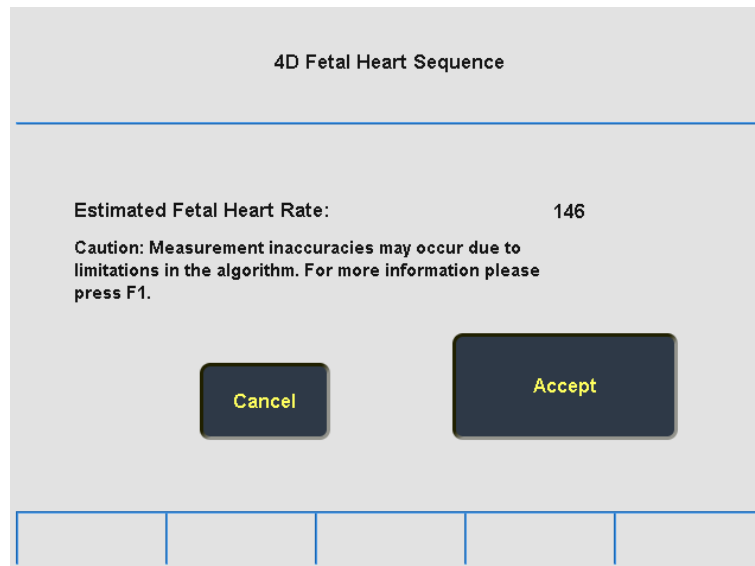 4D Fetal Heart Sequence
Estimated Fetal Heart Rate: 146
Caution: Measurement inaccuracies may occur due to
limitations in the algorithm. For more information please
press F1.
Cancel
Accept